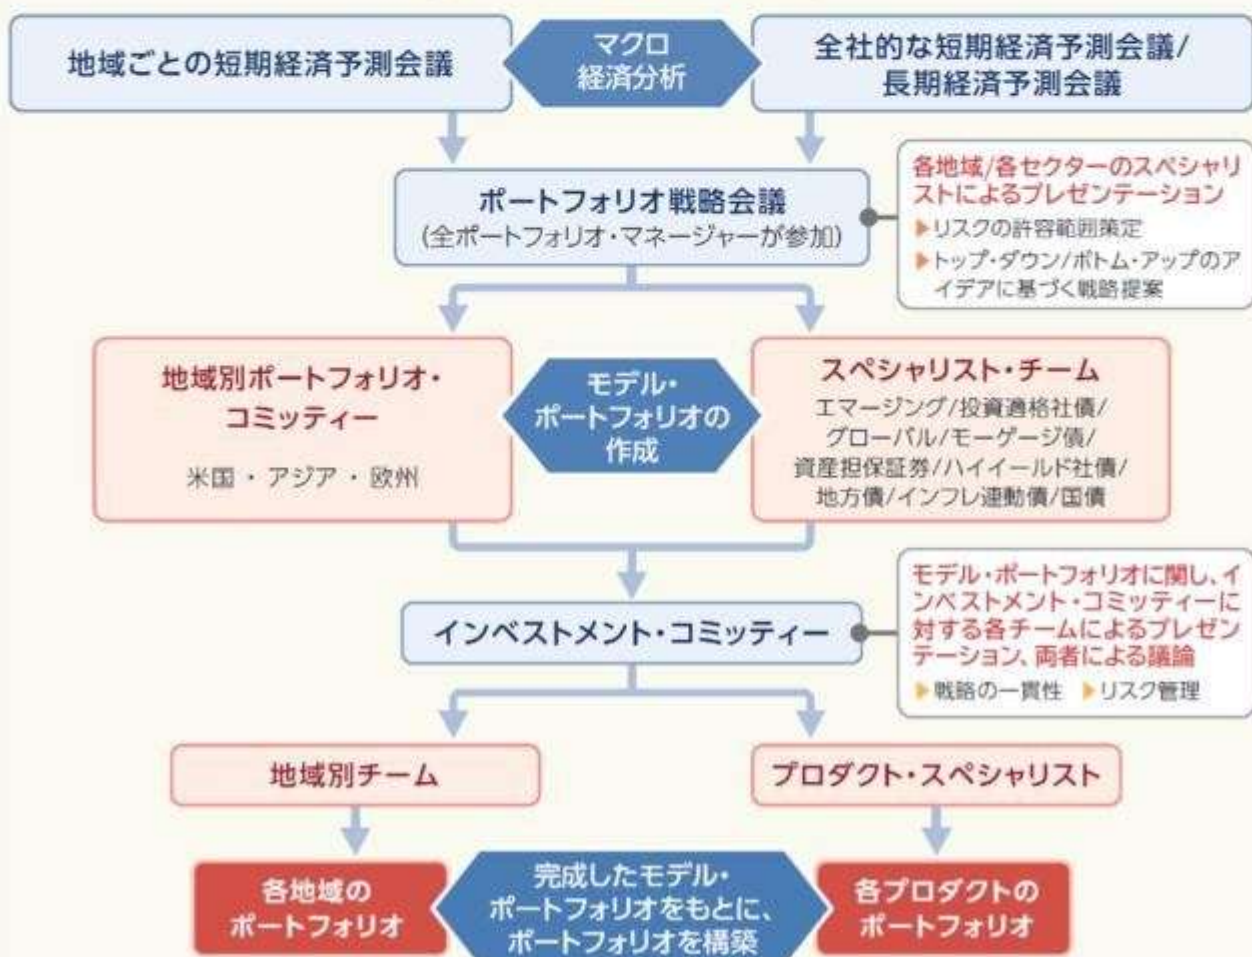 地域ごとの短期経済予測会議
マクロ
経済分析
全社的な短期経済予測会議/
長期経済予測会議
ポートフォリオ戦略会議
(全ポートフォリオ・マネージャーが参加)
各地域/各セクターのスペシャリ
ストによるプレゼンテーション
▶リスクの許容範囲策定
▶トップ・ダウン/ボトム・アップのア
イデアに基づく戦略提案
地域別ポートフォリオ・
コミッティー
米国 ・ アジア ・ 欧州
モデル・
ポートフォリオの
作成
スペシャリスト・チーム
エマージング/投資適格社債/
グローバル/モーゲージ債/
資産担保証券/ハイイールド社債/
地方債/インフレ連動債/国債
インベストメント・コミッティー
モデル・ポートフォリオに関し、イ
ンベストメント・コミッティーに
対する各チームによるプレゼン
テーション、両者による議論
▶戦略の一貫性 ▶リスク管理
地域別チーム
プロダクト・スペシャリスト
各地域の
ポートフォリオ
完成したモデル・
ポートフォリオをもとに、
ポートフォリオを構築
各プロダクトの
ポートフォリオ